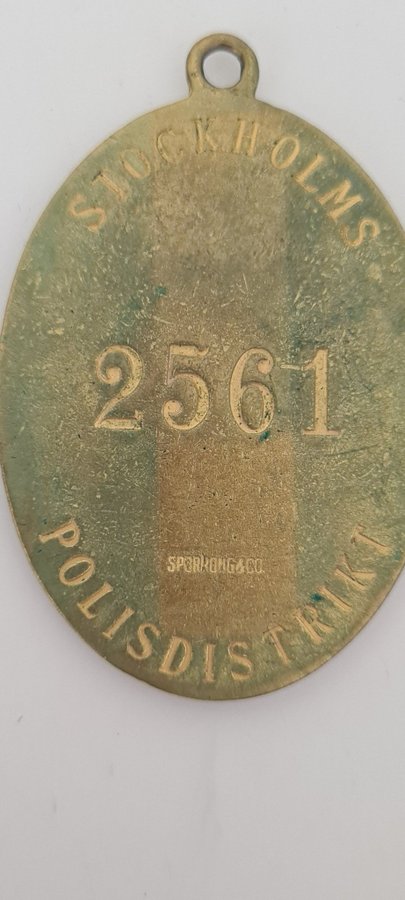 STOCKHOLMS
2561
SPORRONG & CO.
POLISDISTRIKT